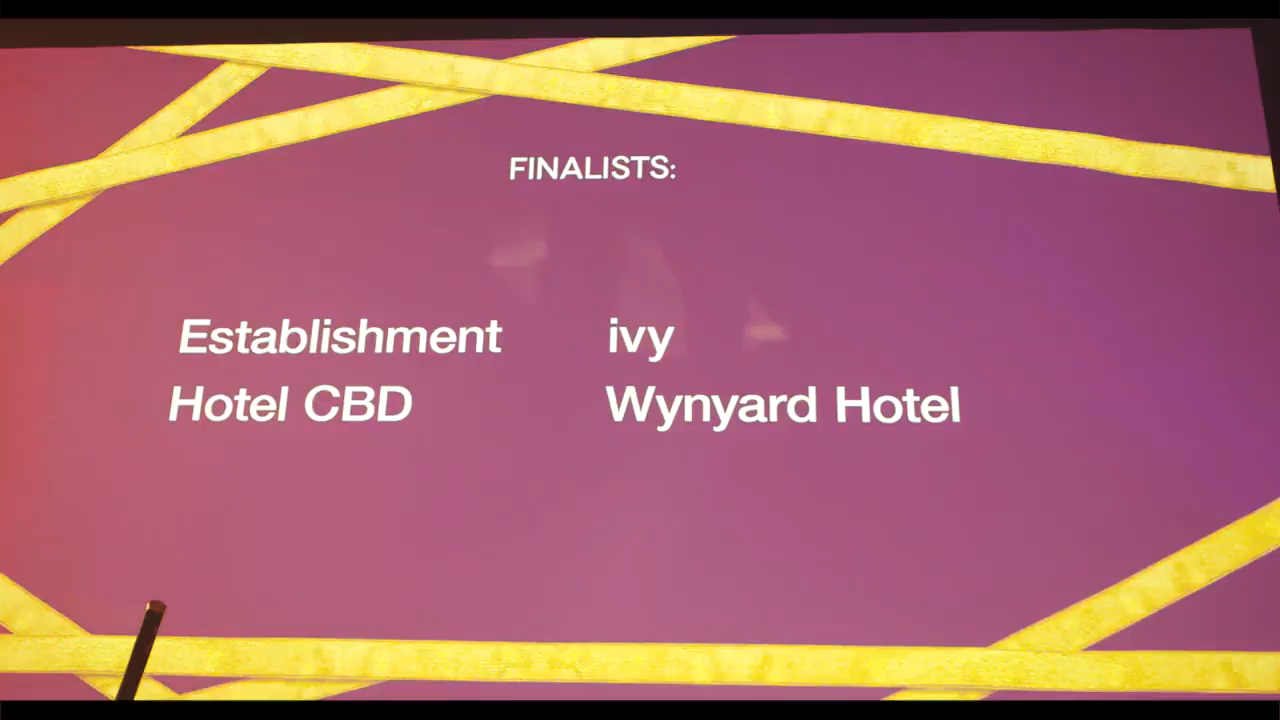 FINALISTS:
Establishment
Hotel CBD
ivy
Wynyard Hotel